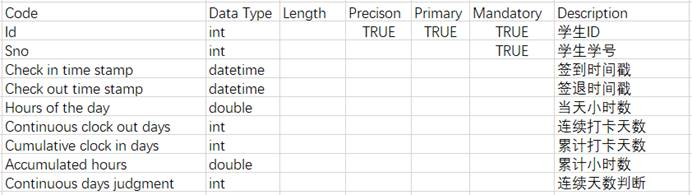 Code Data Type Length Precison Primary Mandatory Description
Id int TRUE TRUE TRUE 学生ID
Sno int TRUE 学生学号
Check in time stamp datetime 签到时间戳
Check out time stamp datetime 签退时间戳
Hours of the day double 当天小时数
Continuous clock out days int 连续打卡天数
Cumulative clock in days int 累计打卡天数
Accumulated hours double 累计小时数
Continuous days judgment int 连续天数判断